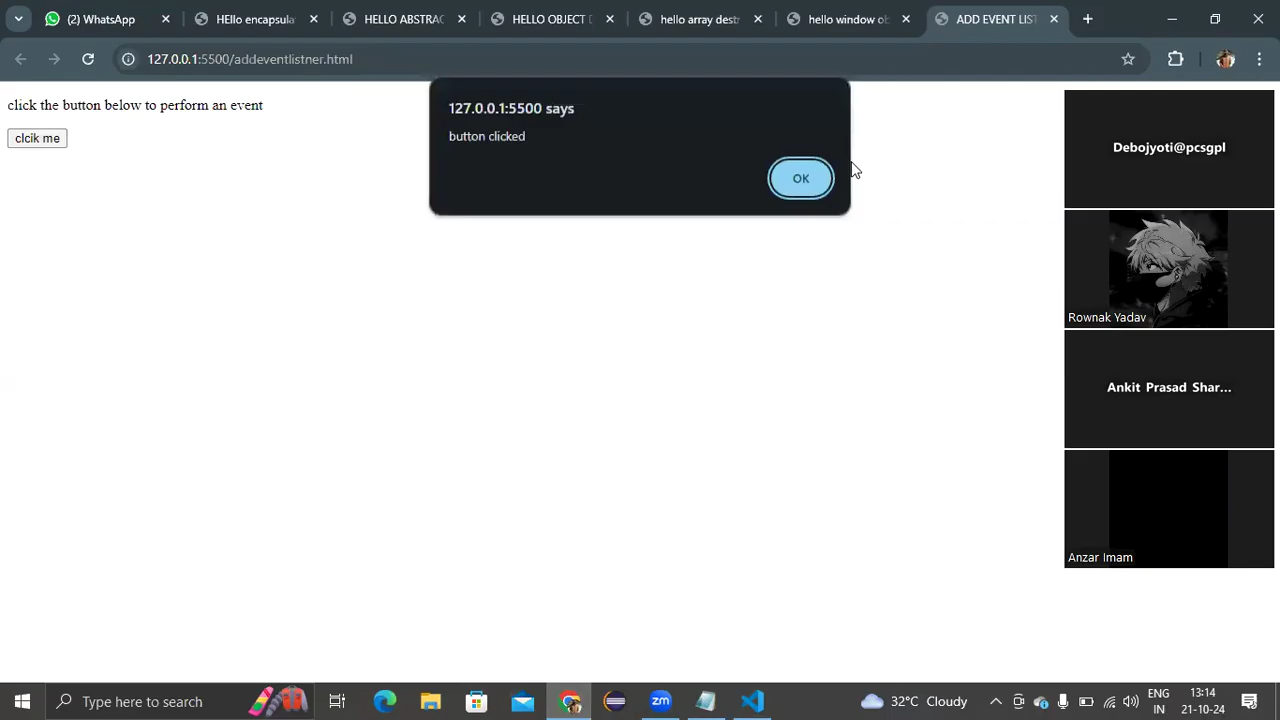 (2) WhatsApp
HEllo encapsula
HELLO ABSTRAC
HELLO OBJECT D
hello array destr
hello window ob
ADD EVENT LIST
127.0.0.1:5500/addeventlistner.html
click the button below to perform an event
clcik me
127.0.0.1:5500 says
button clicked
OK
Debojyoti@pcsgpl
Rownak Yadav
Ankit Prasad Shar...
Anzar Imam
Type here to search
zm
32°C Cloudy
ENG
IN
13:14
21-10-24